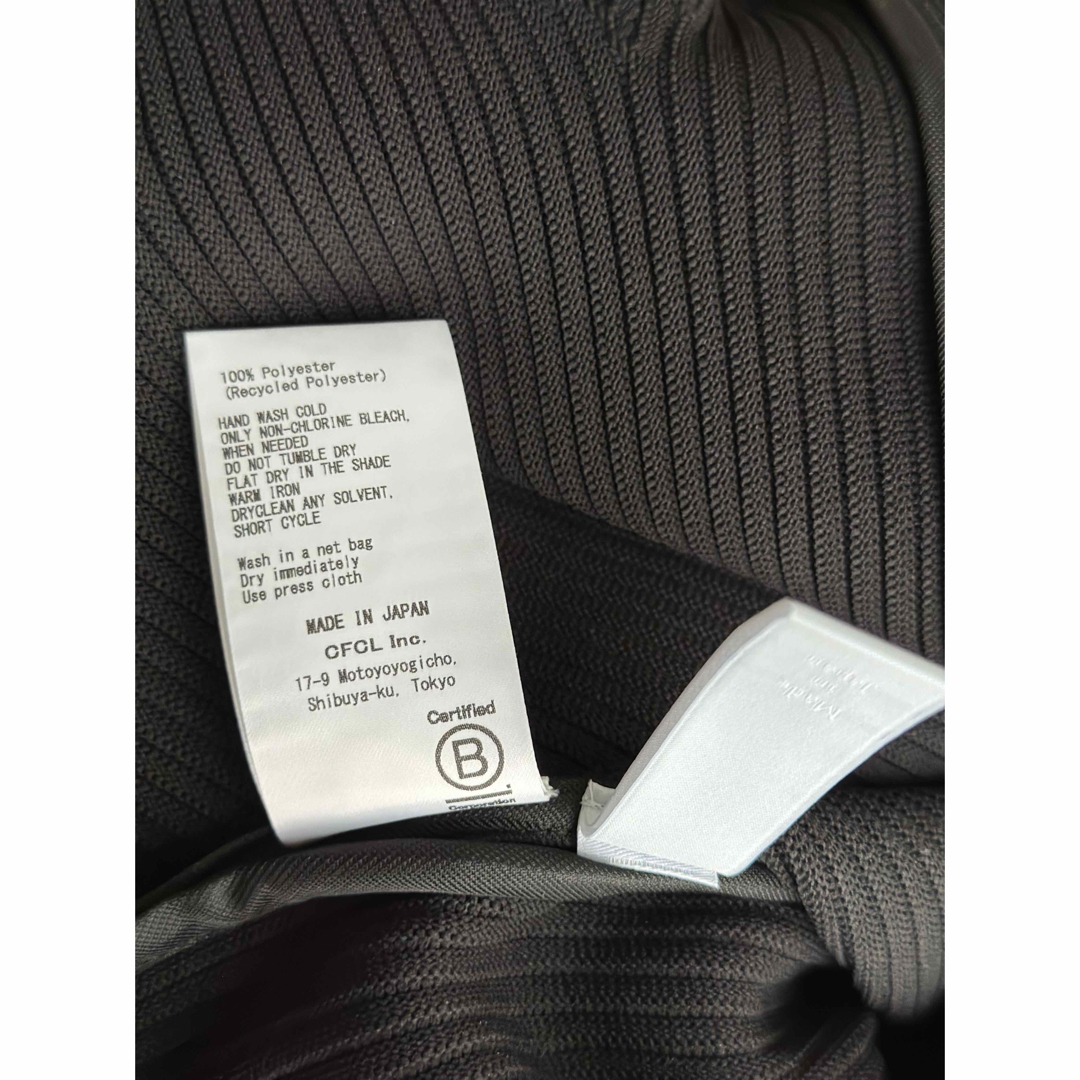 100% Polyester
(Recycled Polyester)
HAND WASH COLD
ONLY NON-CHLORINE BLEACH,
WHEN NEEDED
DO NOT TUMBLE DRY
FLAT DRY IN THE SHADE
WARM IRON
DRYCLEAN ANY SOLVENT,
SHORT CYCLE
Wash in a net bag
Dry immediately
Use press cloth
MADE IN JAPAN
CFCL Inc.
17-9 Motoyoyogicho,
Shibuya-ku, Tokyo
Certified
B
Corporation